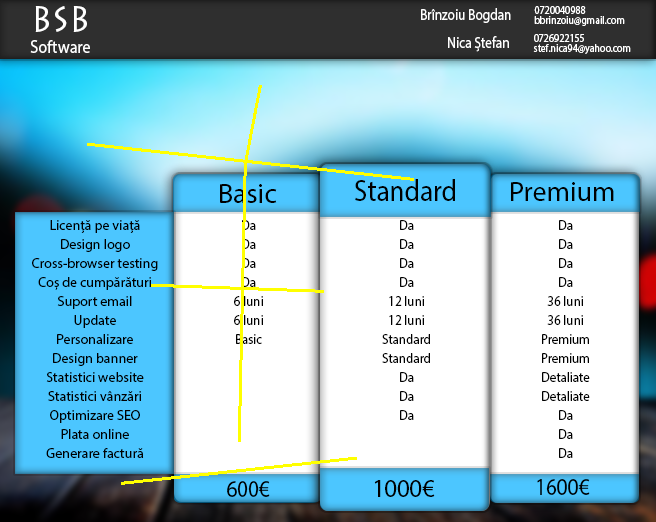 BSB
Software
Brînzoiu Bogdan
0720040988
bbrinzoiu@gmail.com
Nica Ștefan
0726922155
stef.nica94@yahoo.com
Basic Standard Premium
Licență pe viață Da Da Da
Design logo Da Da Da
Cross-browser testing Da Da Da
Coș de cumpărături Da Da Da
Suport email 6 luni 12 luni 36 luni
Update 6 luni 12 luni 36 luni
Personalizare Basic Standard Premium
Design banner Standard Premium
Statistici website Da Detaliate
Statistici vânzări Da Detaliate
Optimizare SEO Da Da
Plata online Da
Generare factură Da
600€ 1000€ 1600€